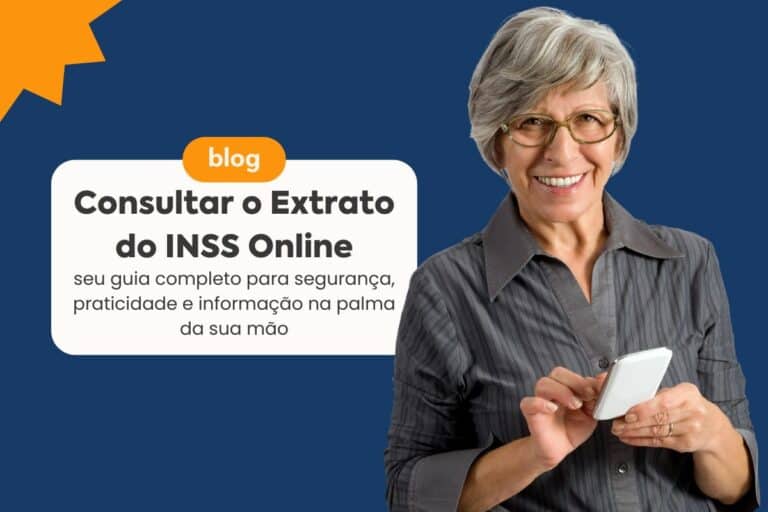 blog
Consultar o Extrato
do INSS Online
seu guia completo para segurança,
praticidade e informação na palma
da sua mão